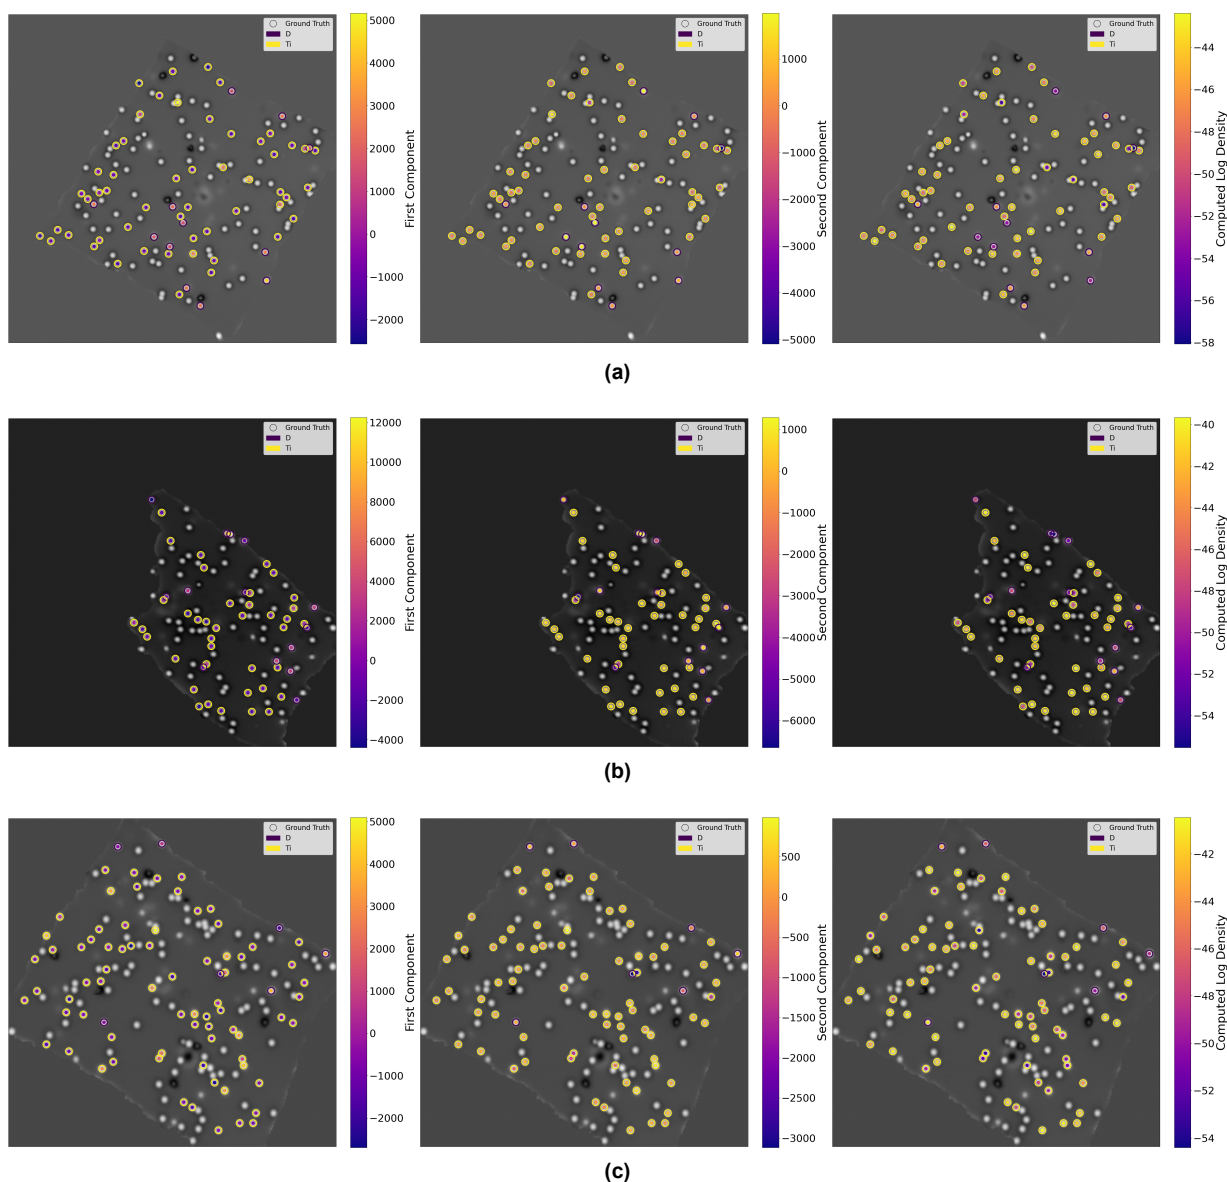 Ground Truth
D
Ti
5000
4000
3000
2000
1000
0
−1000
−2000
First Component
Ground Truth
D
Ti
1000
0
−1000
−2000
−3000
−4000
−5000
Second Component
Ground Truth
D
Ti
−44
−46
−48
−50
−52
−54
−56
−58
Computed Log Density
(a)
Ground Truth
D
Ti
12000
10000
8000
6000
4000
2000
0
−2000
−4000
First Component
Ground Truth
D
Ti
1000
0
−1000
−2000
−3000
−4000
−5000
−6000
Second Component
Ground Truth
D
Ti
−40
−42
−44
−46
−48
−50
−52
−54
Computed Log Density
(b)
Ground Truth
D
Ti
5000
4000
3000
2000
1000
0
−1000
−2000
First Component
Ground Truth
D
Ti
500
0
−500
−1000
−1500
−2000
−2500
−3000
Second Component
Ground Truth
D
Ti
−42
−44
−46
−48
−50
−52
−54
Computed Log Density
(c)